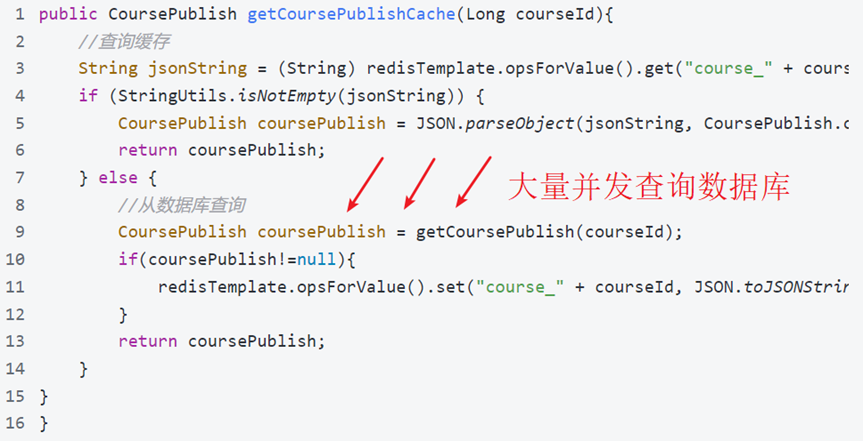 1 public CoursePublish getCoursePublishCache(Long courseId){
2 //查询缓存
3 String jsonString = (String) redisTemplate.opsForValue().get("course_" + cours
4 if (StringUtils.isNotEmpty(jsonString)) {
5 CoursePublish coursePublish = JSON.parseObject(jsonString, CoursePublish.c
6 return coursePublish;
7 } else {
大量并发查询数据库
8 //从数据库查询
9 CoursePublish coursePublish = getCoursePublish(courseId);
10 if(coursePublish!=null){
11 redisTemplate.opsForValue().set("course_" + courseId, JSON.toJSONStrin
12 }
13 return coursePublish;
14 }
15 }
16 }